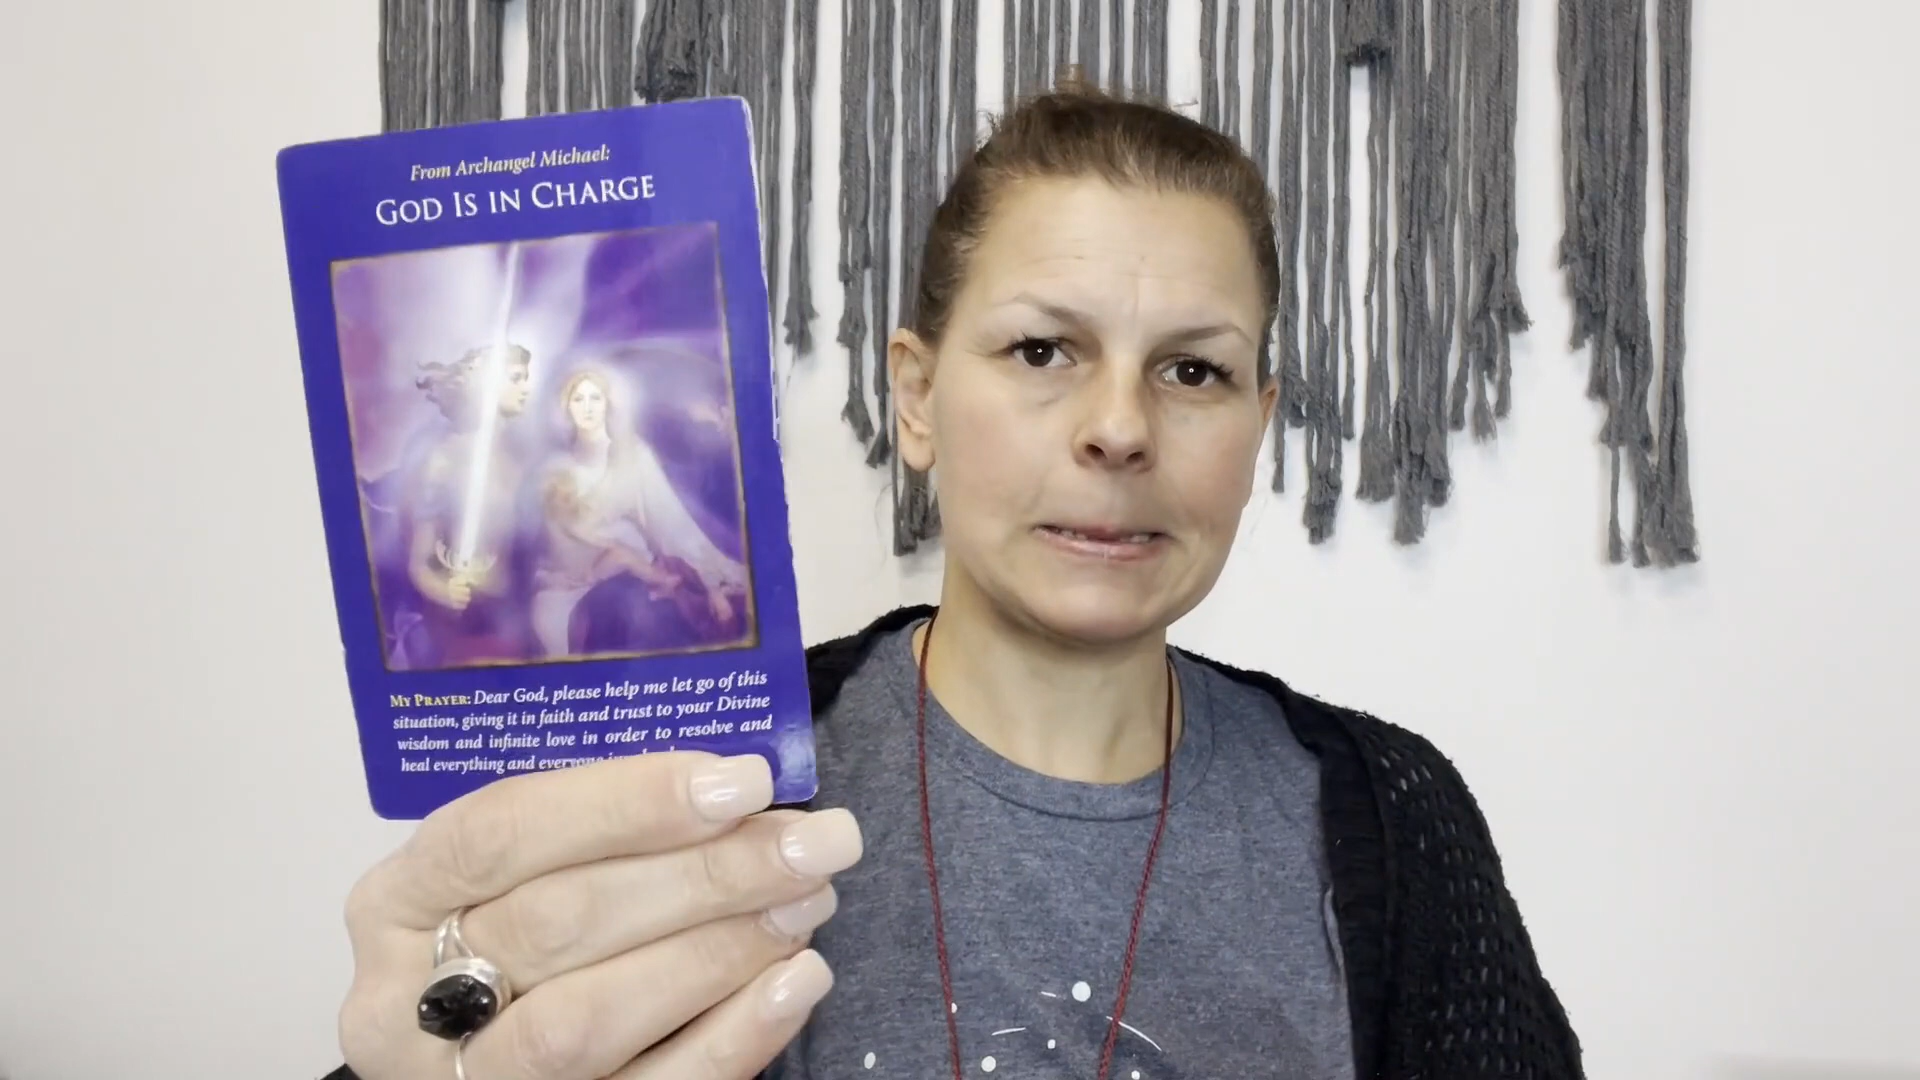 From Archangel Michael:
GOD IS IN CHARGE
MY PRAYER: Dear God, please help me let go of this
situation, giving it in faith and trust to your Divine
wisdom and infinite love in order to resolve and
heal everything and everyone